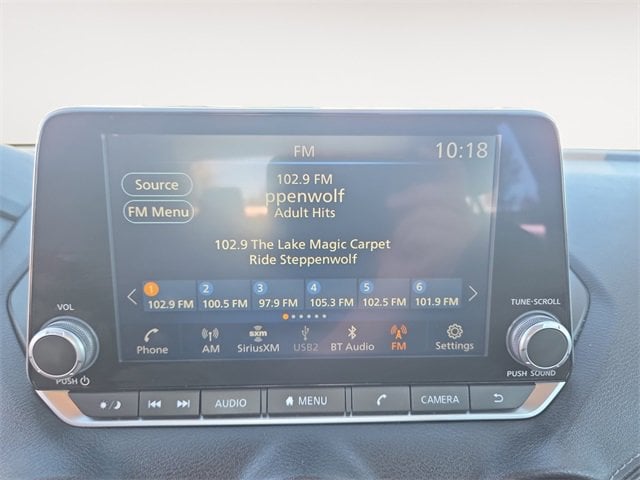 FM
10:18
Source
102.9 FM
ppenwolf
FM Menu
Adult Hits
102.9 The Lake Magic Carpet
Ride Steppenwolf
1 2 3 4 5 6
102.9 FM 100.5 FM 97.9 FM 105.3 FM 102.5 FM 101.9 FM
Phone AM SiriusXM USB2 BT Audio FM Settings
sxm
VOL
PUSH
TUNE·SCROLL
PUSH SOUND
AUDIO MENU CAMERA